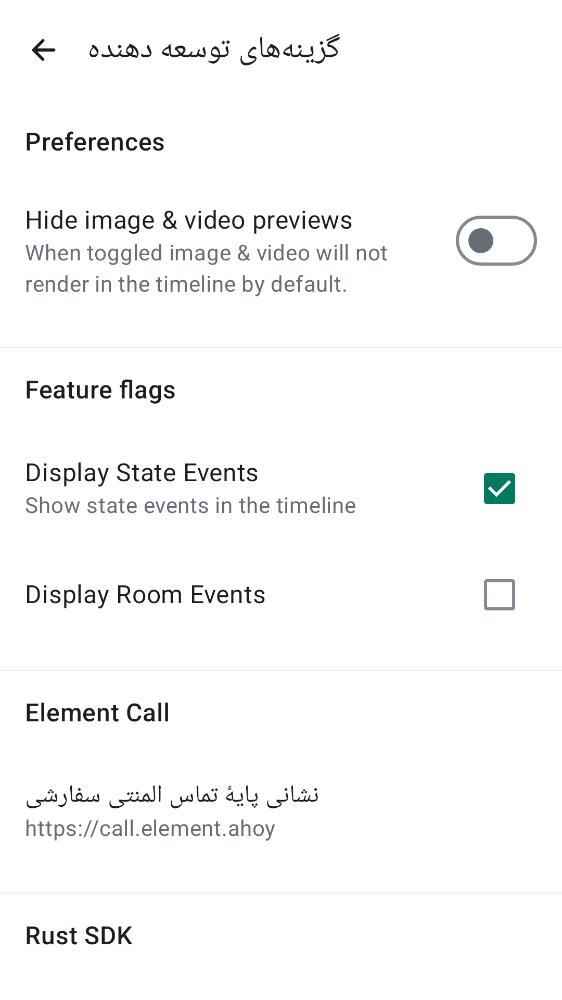 گزینه‌های توسعه دهنده
Preferences
Hide image & video previews
When toggled image & video will not
render in the timeline by default.
Feature flags
Display State Events
Show state events in the timeline
Display Room Events
Element Call
نشانی پایهٔ تماس المنتی سفارشی
https://call.element.ahoy
Rust SDK